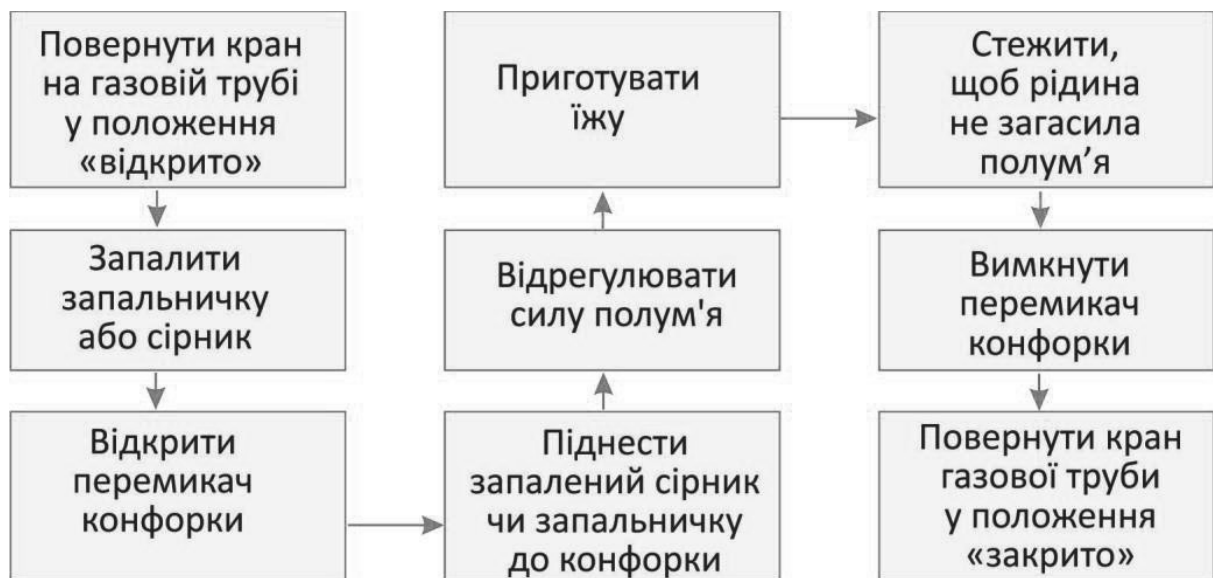 Повернути кран
на газовій трубі
у положення
«відкрито»
Запалити
запальничку
або сірник
Відкрити
перемикач
конфорки
Піднести
запалений сірник
чи запальничку
до конфорки
Відрегулювати
силу полум'я
Приготувати
їжу
Стежити,
щоб рідина
не загасила
полум’я
Вимкнути
перемикач
конфорки
Повернути кран
газової труби
у положення
«закрито»